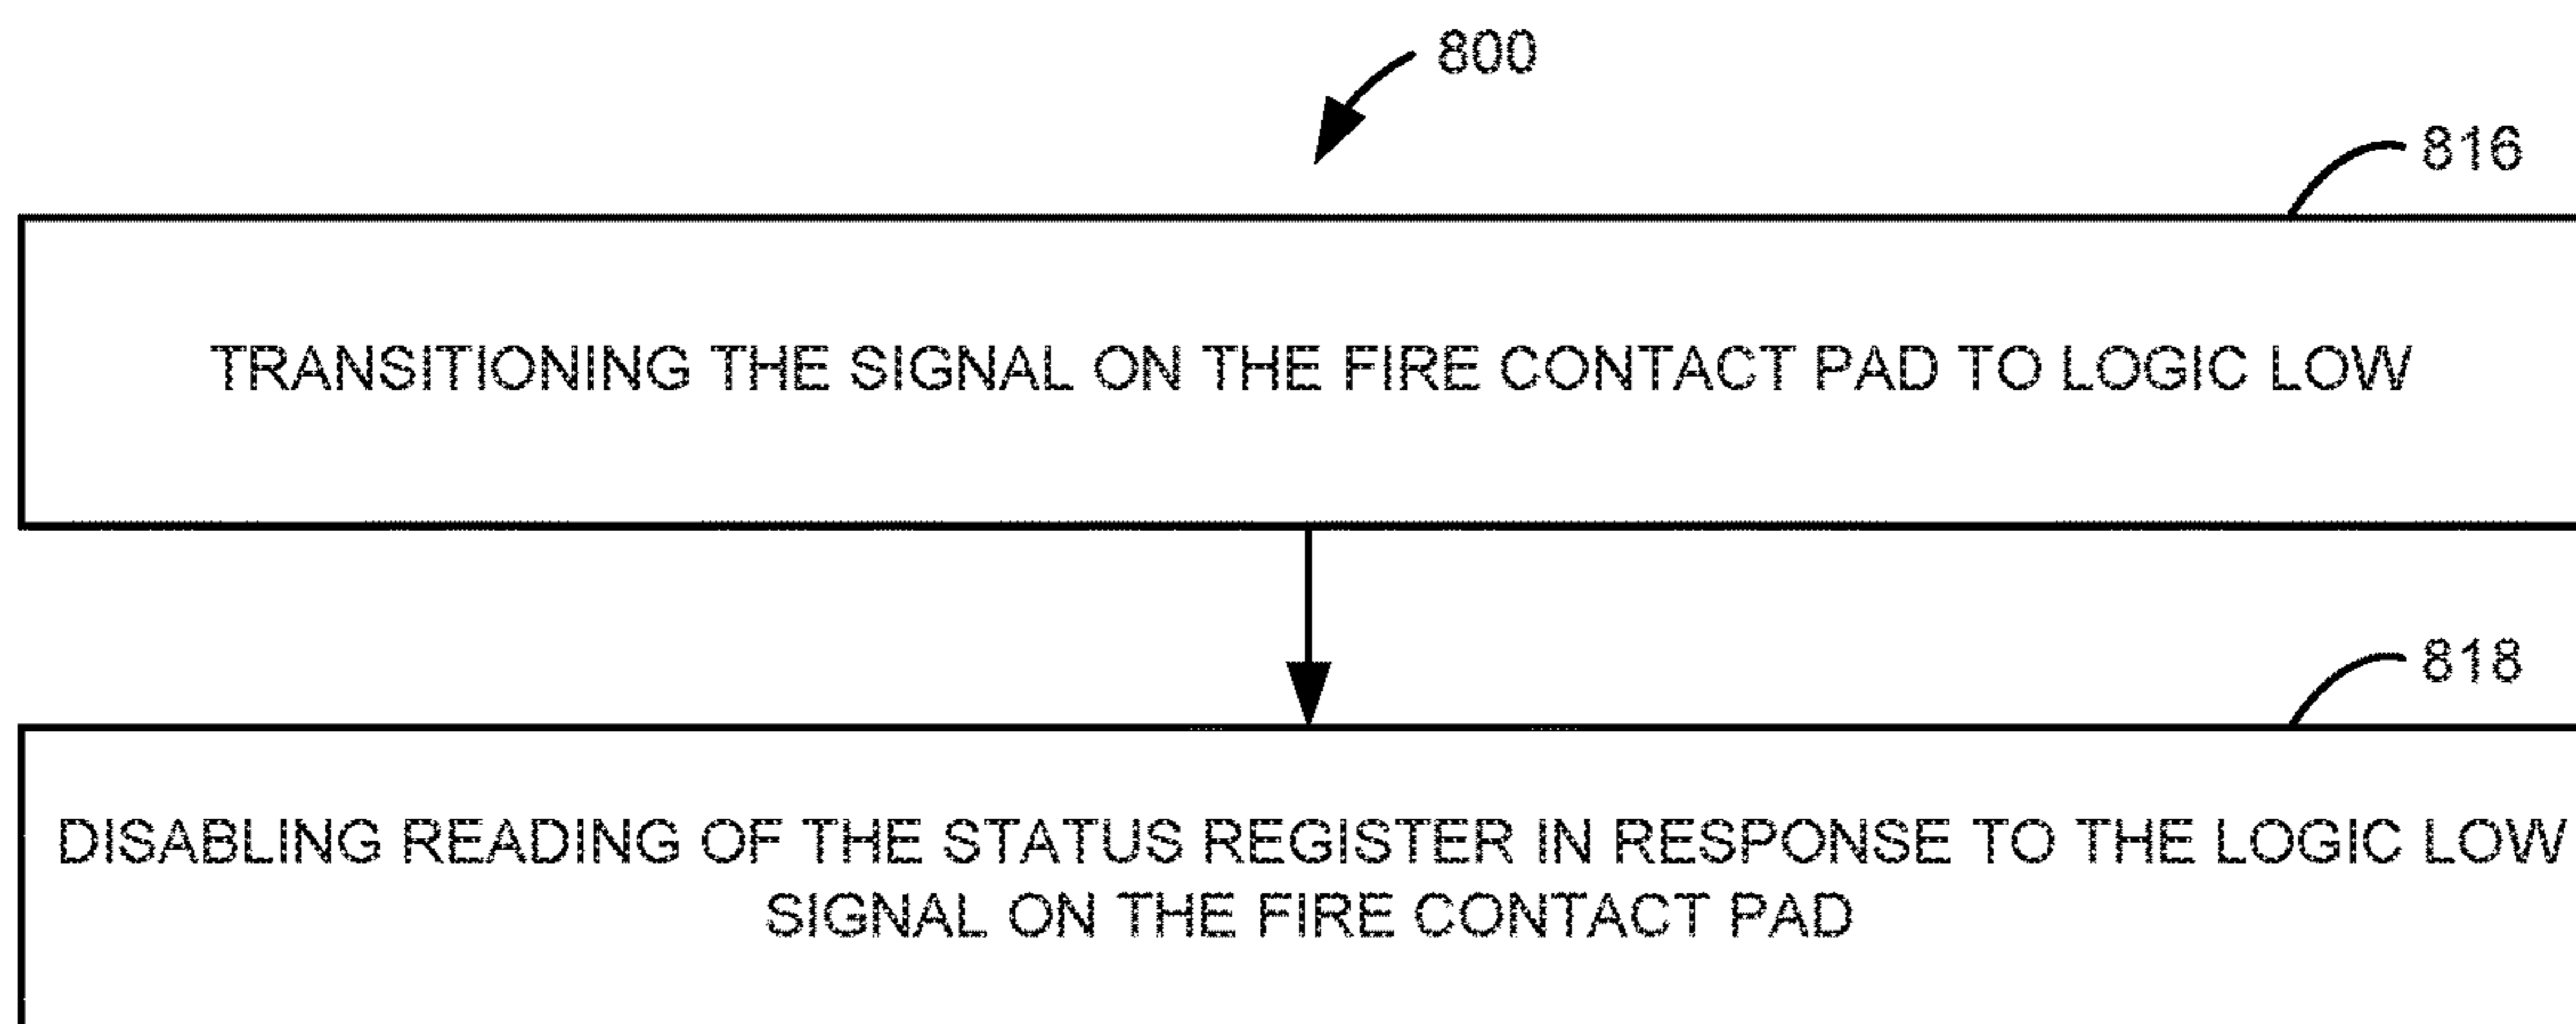 800
816
TRANSITIONING THE SIGNAL ON THE FIRE CONTACT PAD TO LOGIC LOW
818
DISABLING READING OF THE STATUS REGISTER IN RESPONSE TO THE LOGIC LOW
SIGNAL ON THE FIRE CONTACT PAD